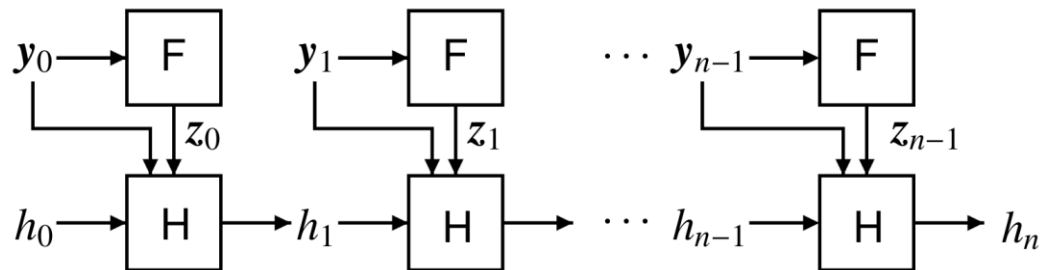 y₀ F y₁ F ⋯ yₙ₋₁ F
z₀ z₁ zₙ₋₁
h₀ H h₁ H ⋯ hₙ₋₁ H hₙ